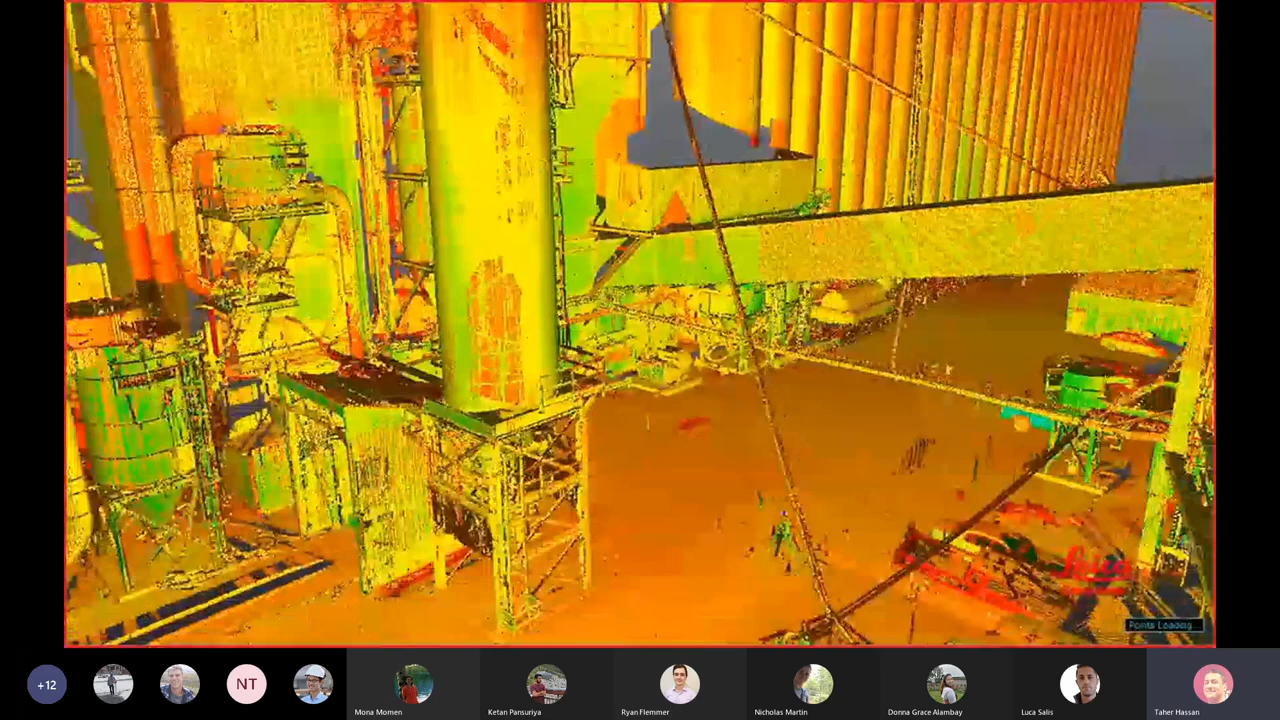 Leica
Points Loading...
+12
NT
Mona Momen
Ketan Pansuriya
Ryan Flemmer
Nicholas Martin
Donna Grace Alambay
Luca Salis
Taher Hassan